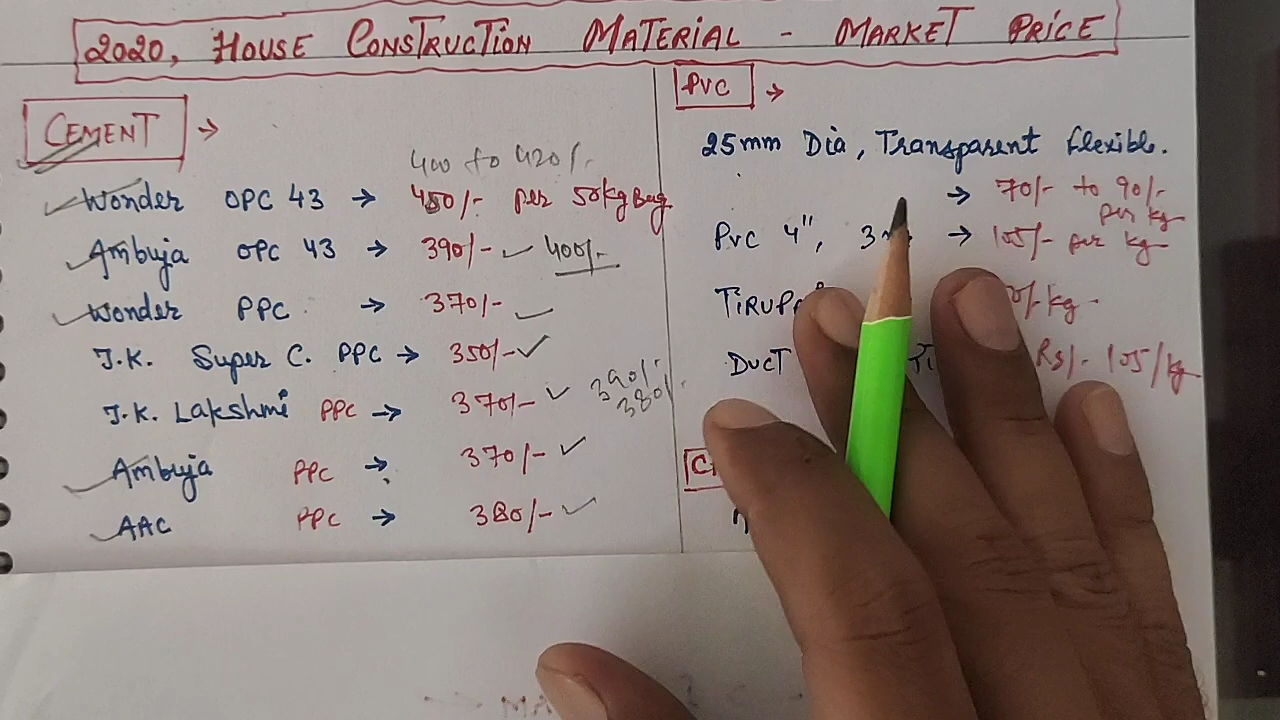 2020, HOUSE CONSTRUCTION MATERIAL - MARKET PRICE
CEMENT →
400 to 420/-
Wonder OPC 43 → 450/- per 50kg Bag
Ambuja OPC 43 → 390/- 400/-
Wonder PPC → 370/-
J.K. Super C. PPC → 350/-
J.K. Lakshmi PPC → 370/- 390/-
380/-
Ambuja PPC → 370/-
AAC PPC → 380/-
PVC →
25mm Dia, Transparent flexible.
→ 70/- to 90/-
per kg
PVC 4", → 105/- per kg
/kg
DUCT Rs/- 105/kg